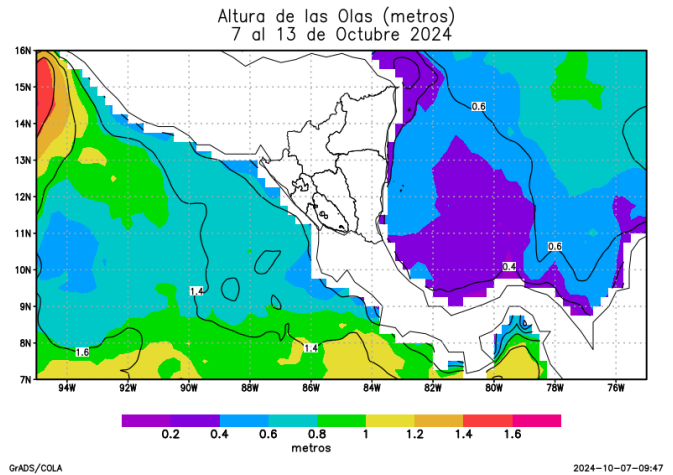 Altura de las Olas (metros)
7 al 13 de Octubre 2024
16N
15N
14N
13N
12N
11N
10N
9N
8N
7N
0.6
0.6
0.4
1.4
1.4
1.6
94W 92W 90W 88W 86W 84W 82W 80W 78W 76W
0.2 0.4 0.6 0.8 1 1.2 1.4 1.6
metros
GrADS/COLA 2024-10-07-09:47